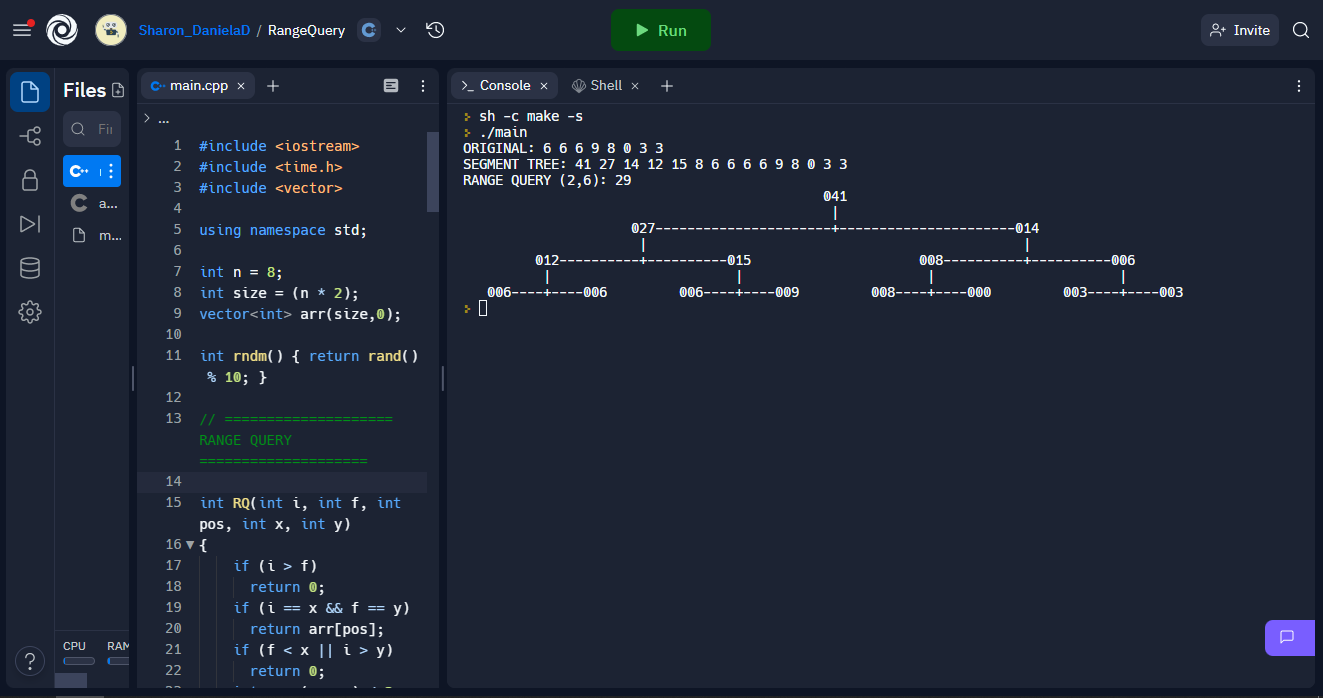 Sharon_DanielaD / RangeQuery
Run
Invite
Files
Fi
a...
m...
CPU
RAM
main.cpp
...
1 #include <iostream>
2 #include <time.h>
3 #include <vector>
4
5 using namespace std;
6
7 int n = 8;
8 int size = (n * 2);
9 vector<int> arr(size,0);
10
11 int rndm() { return rand()
% 10; }
12
13 // ====================
RANGE QUERY
====================
14
15 int RQ(int i, int f, int
pos, int x, int y)
16 {
17 if (i > f)
18 return 0;
19 if (i == x && f == y)
20 return arr[pos];
21 if (f < x || i > y)
22 return 0;
>_ Console
Shell
sh -c make -s
./main
ORIGINAL: 6 6 6 9 8 0 3 3
SEGMENT TREE: 41 27 14 12 15 8 6 6 6 6 9 8 0 3 3
RANGE QUERY (2,6): 29
041
|
027----------------------+----------------------014
| |
012----------+----------015 008----------+----------006
| | | |
006----+----006 006----+----009 008----+----000 003----+----003